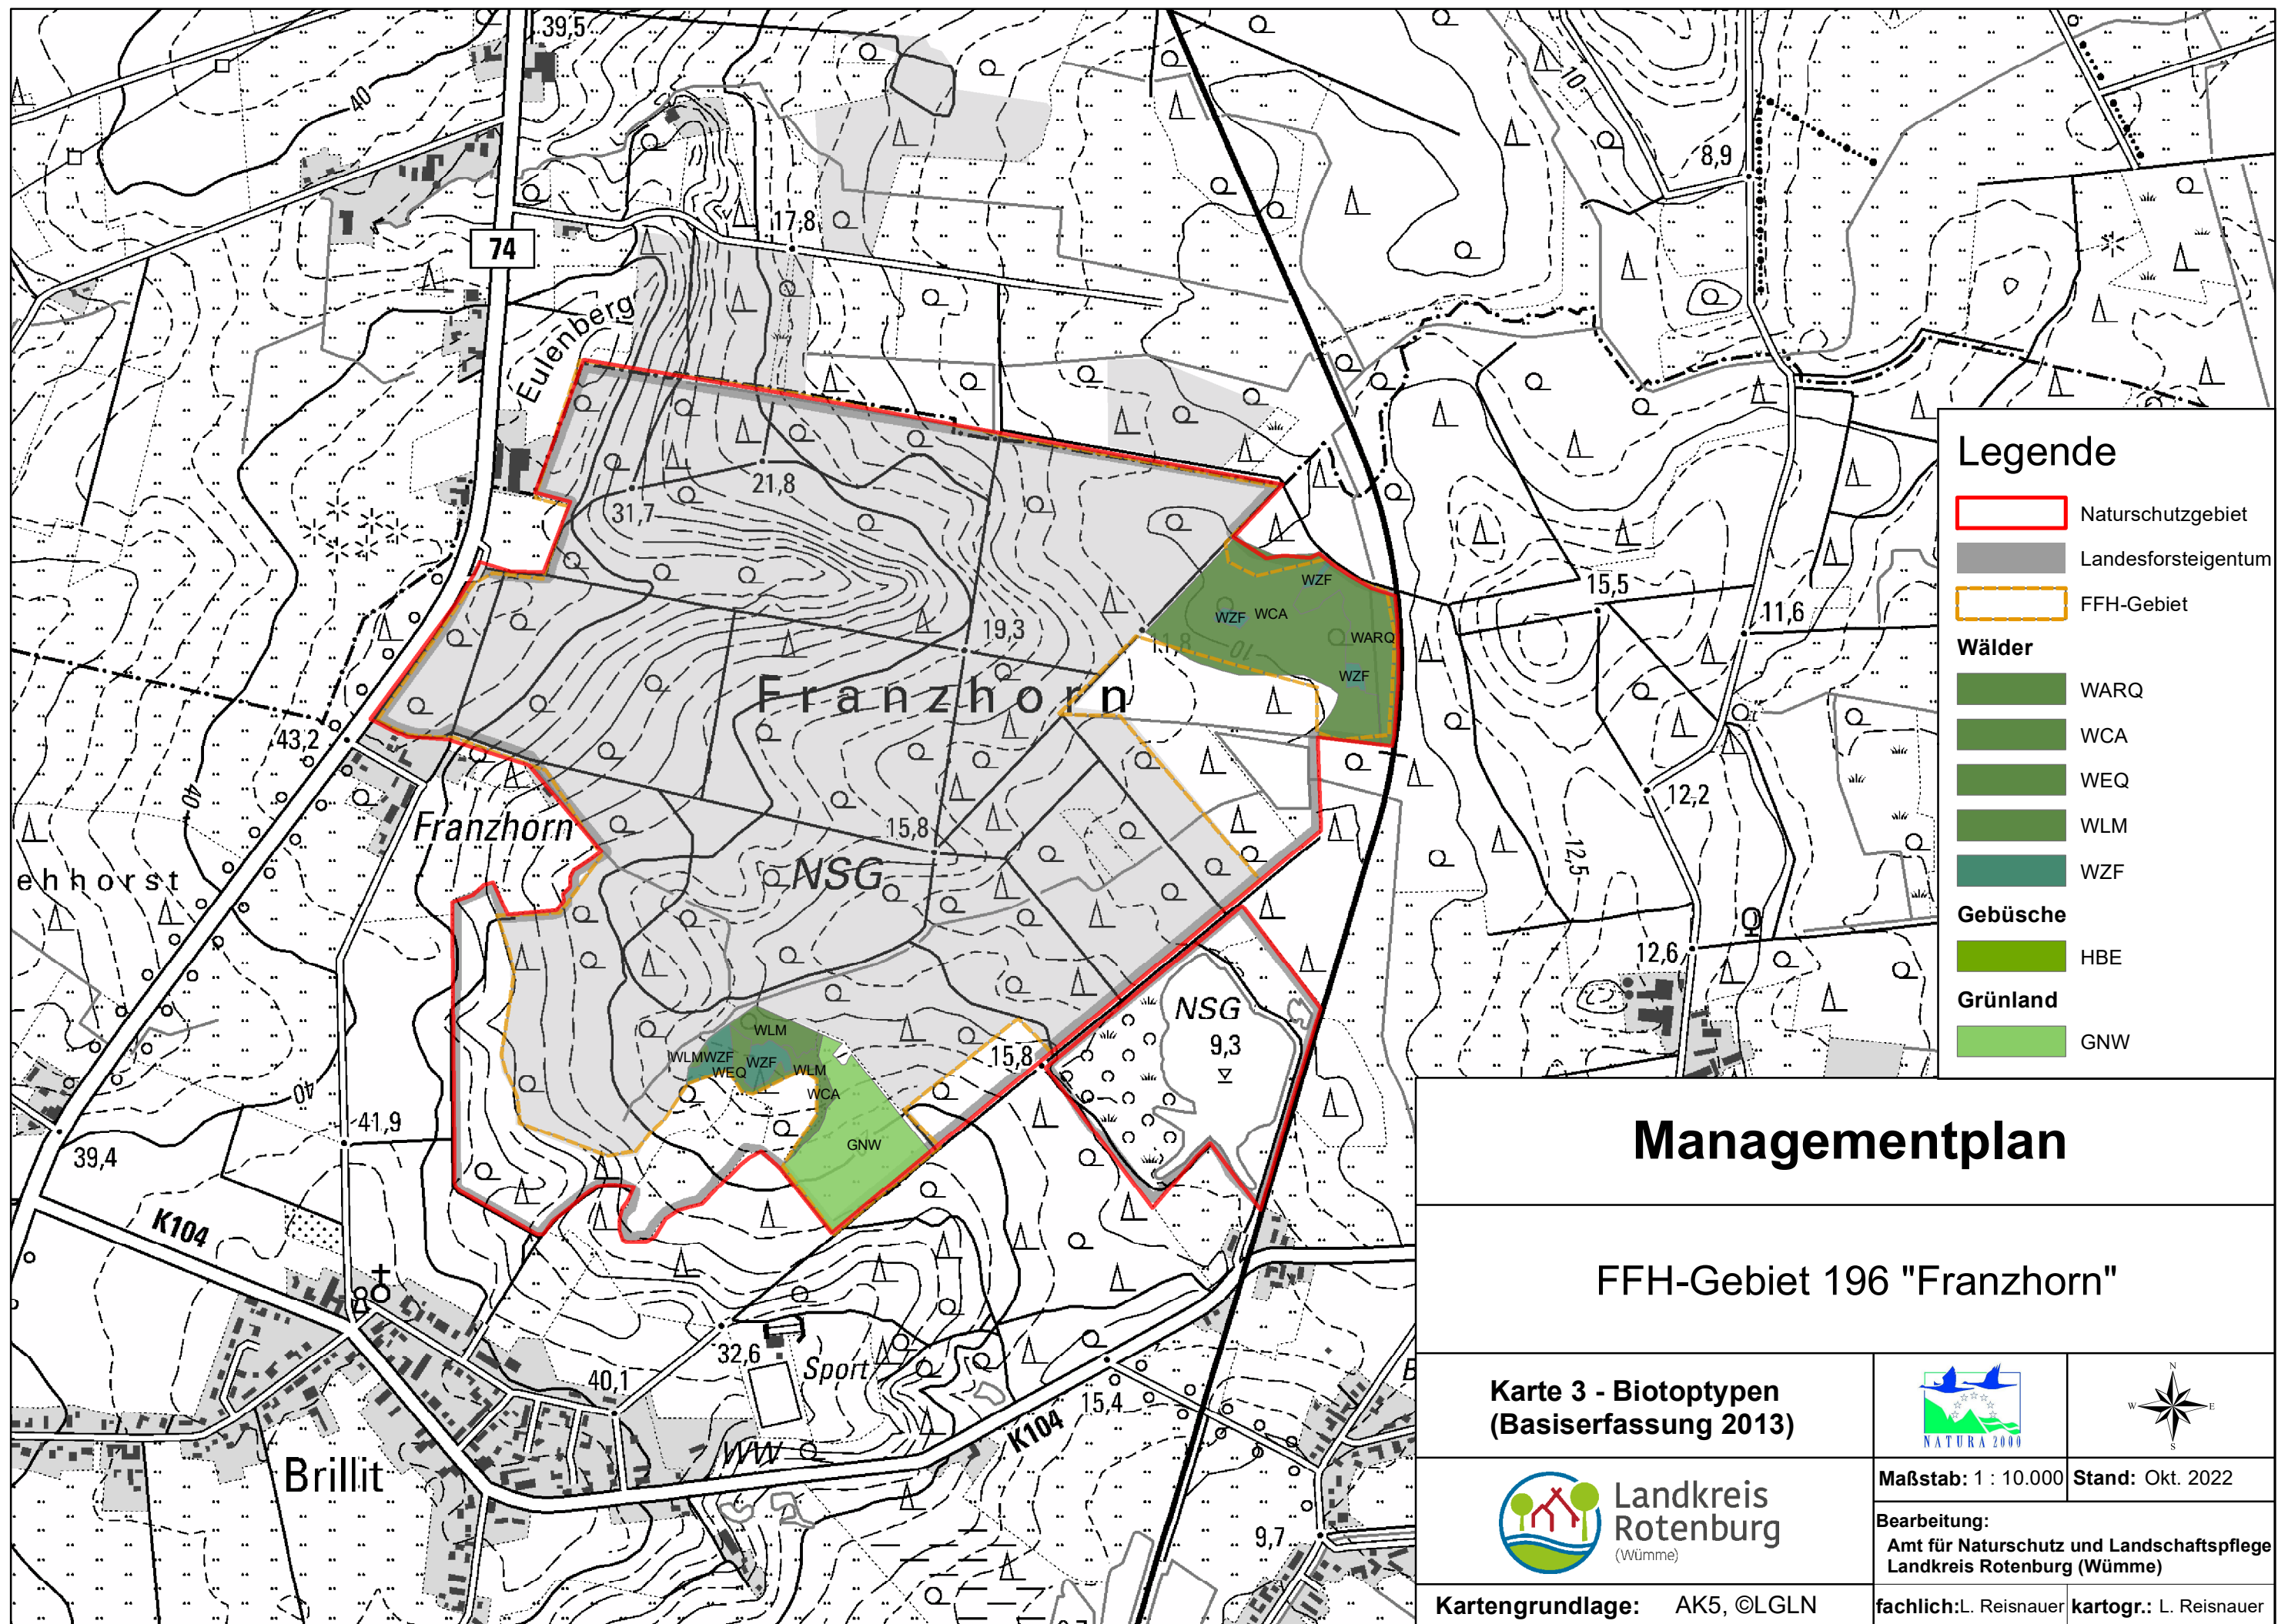 39,5
40
10
8,9
17,8
74
Eulenberg
21,8
31,7
15,5
11,6
WZF
WZF
WCA
WARQ
WZF
11,8
10
19,3
Franzhorn
43,2
40
Franzhorn
15,8
NSG
12,2
12,5
ehhorst
12,6
NSG
9,3
WLM
WLMWZF
WZF
WEQ
WLM
WCA
GNW
15,8
40
41,9
39,4
K104
32,6
Sport
40,1
15,4
K104
WW
Brillit
9,7
B
Legende
Naturschutzgebiet
Landesforsteigentum
FFH-Gebiet
Wälder
WARQ
WCA
WEQ
WLM
WZF
Gebüsche
HBE
Grünland
GNW
Managementplan
FFH-Gebiet 196 "Franzhorn"
Karte 3 - Biotoptypen
(Basiserfassung 2013)
NATURA 2000
N
W
E
S
Landkreis
Rotenburg
(Wümme)
Maßstab: 1 : 10.000
Stand: Okt. 2022
Bearbeitung:
Amt für Naturschutz und Landschaftspflege
Landkreis Rotenburg (Wümme)
Kartengrundlage: AK5, ©LGLN
fachlich:L. Reisnauer
kartogr.: L. Reisnauer